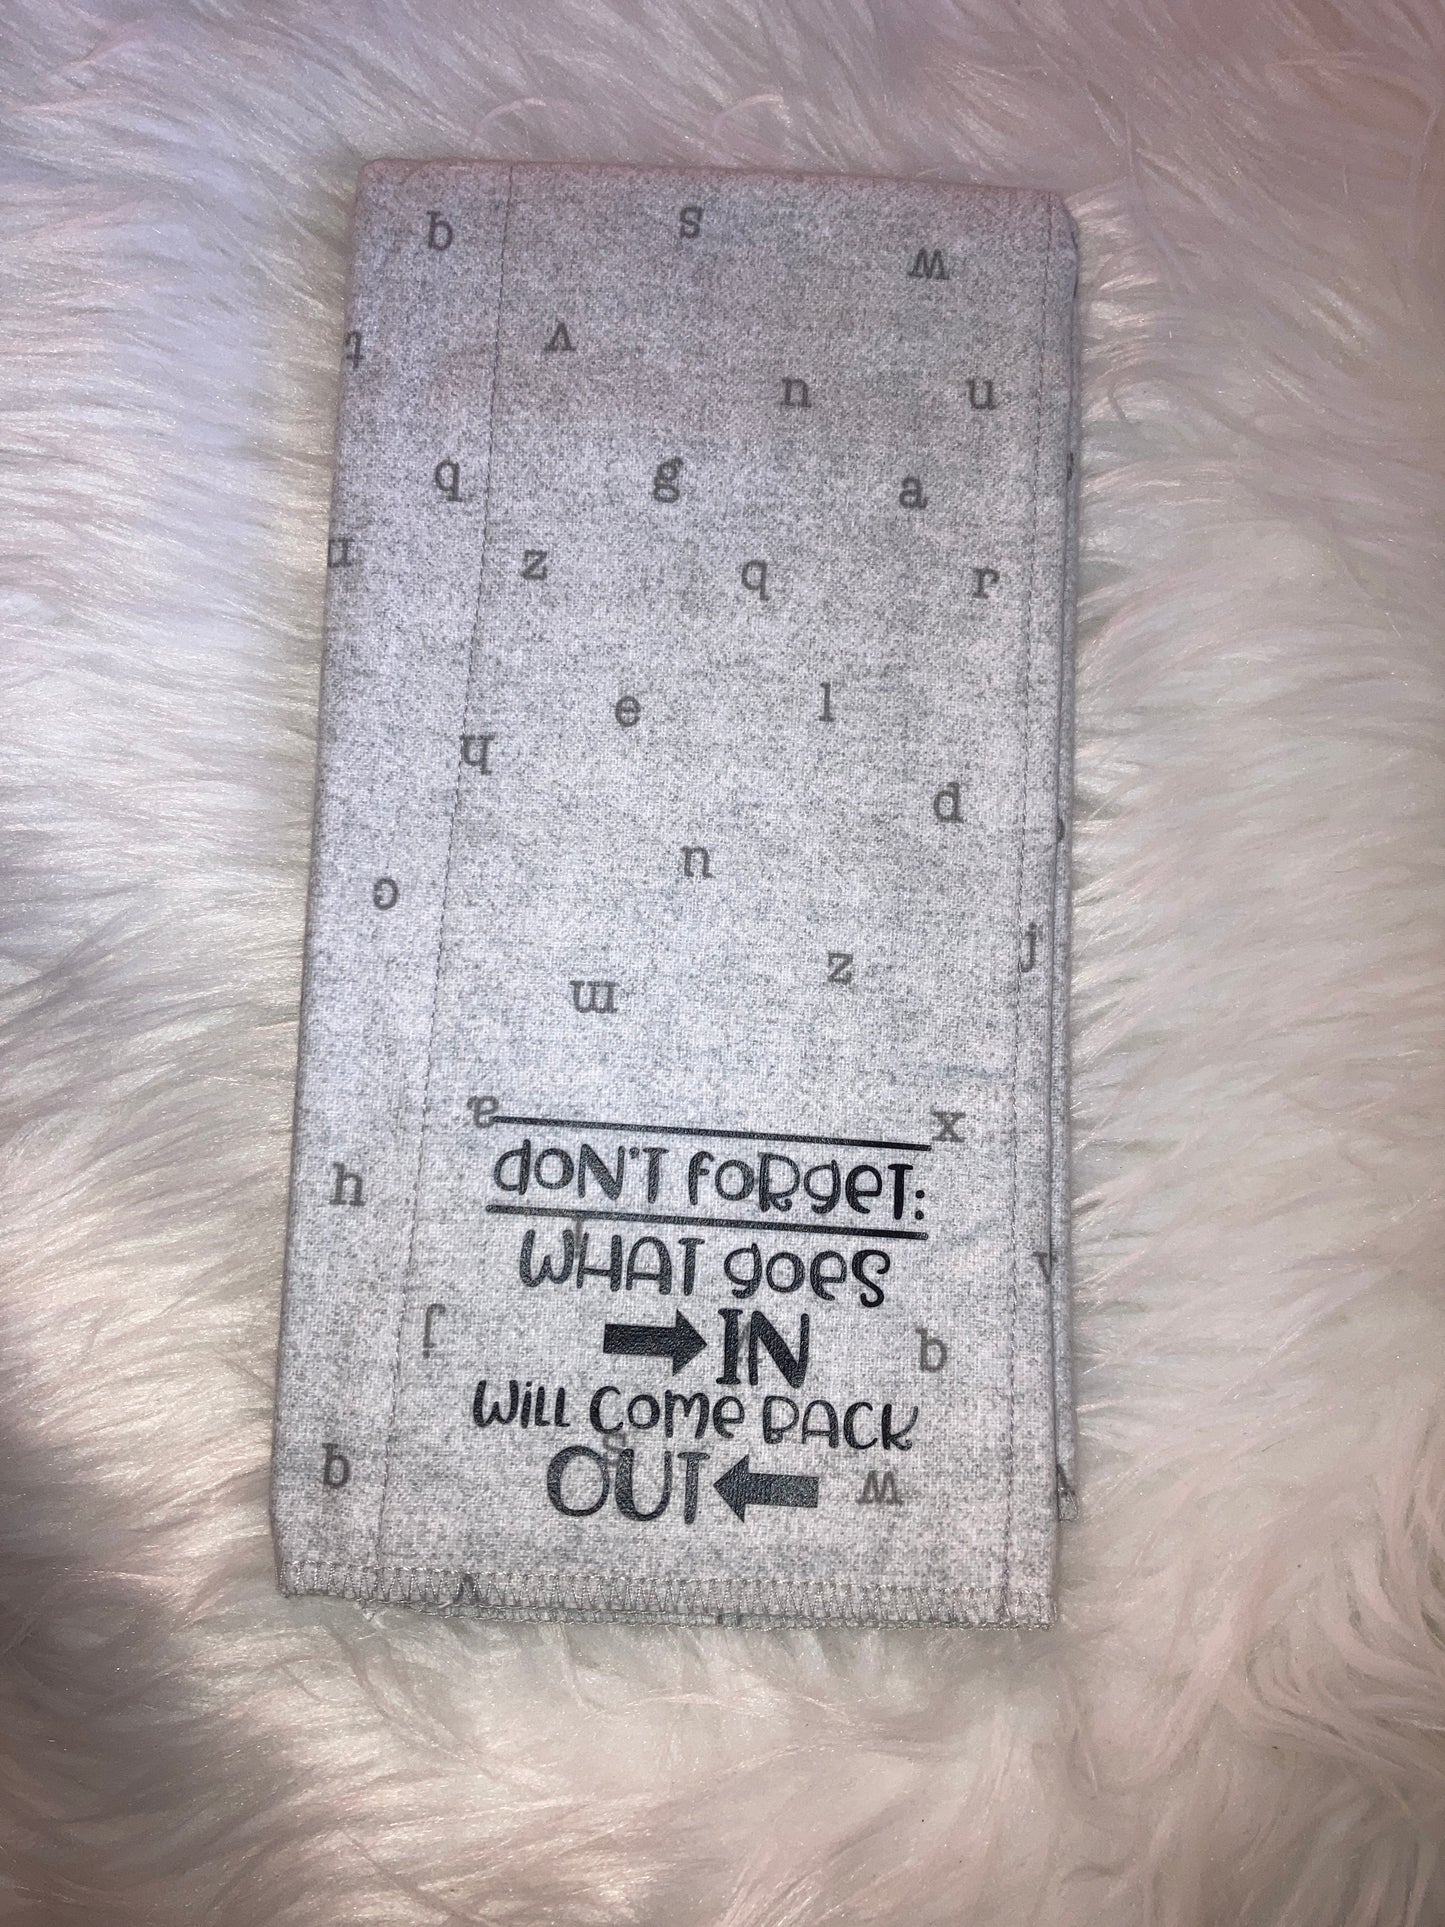 q s w
t v
n u
q g a
n z q r
e l
h
d
u
e
j
z
m
a x
DON'T FORGET:
h
WHAT GOES
v
j IN b
WILL COME BACK
s
b OUT w